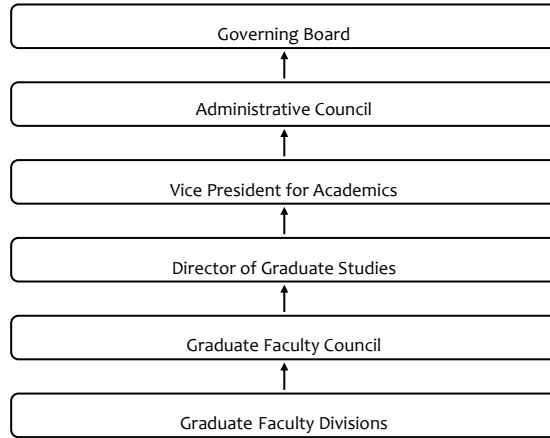 Governing Board
Administrative Council
Vice President for Academics
Director of Graduate Studies
Graduate Faculty Council
Graduate Faculty Divisions